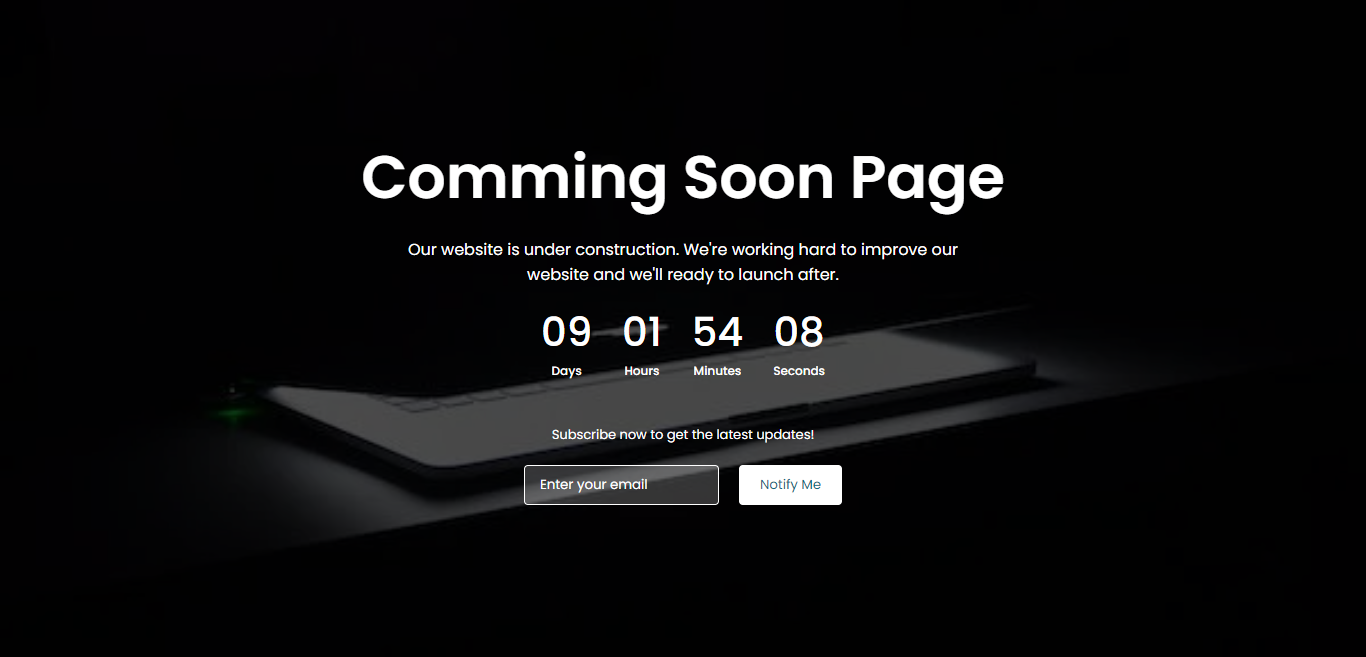 Comming Soon Page
Our website is under construction. We're working hard to improve our
website and we'll ready to launch after.
09 01 54 08
Days Hours Minutes Seconds
Subscribe now to get the latest updates!
Enter your email Notify Me